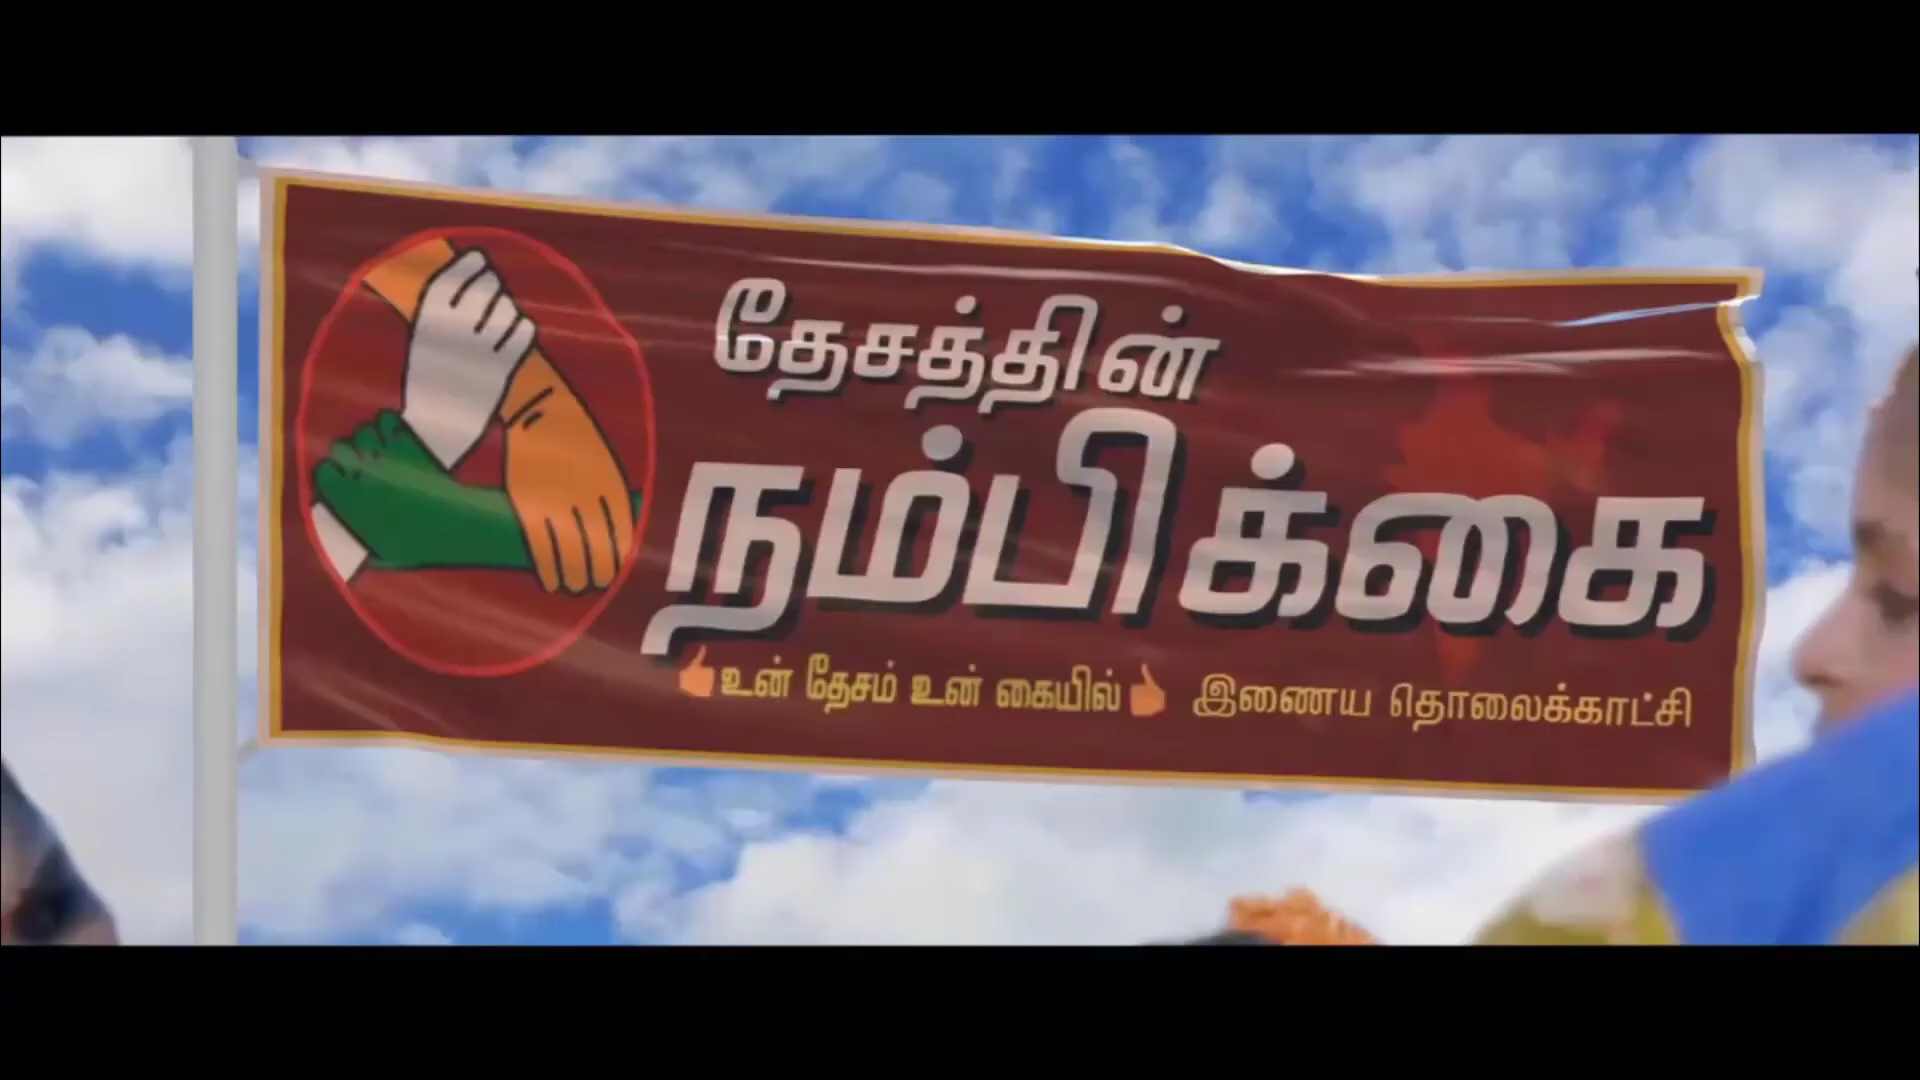 தேசத்தின்
நம்பிக்கை
உன் தேசம் உன் கையில் இணைய தொலைக்காட்சி